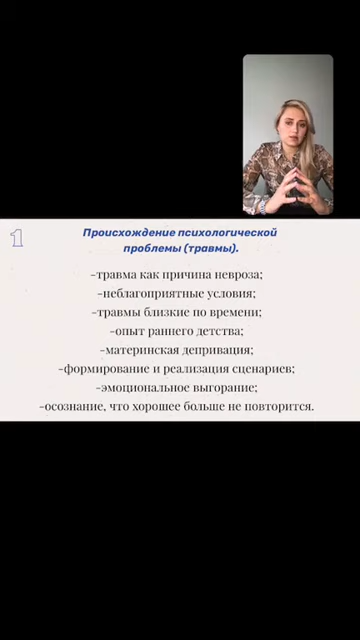 1
Происхождение психологической
проблемы (травмы).
-травма как причина невроза;
-неблагоприятные условия;
-травмы близкие по времени;
-опыт раннего детства;
-материнская депривация;
-формирование и реализация сценариев;
-эмоциональное выгорание;
-осознание, что хорошее больше не повторится.